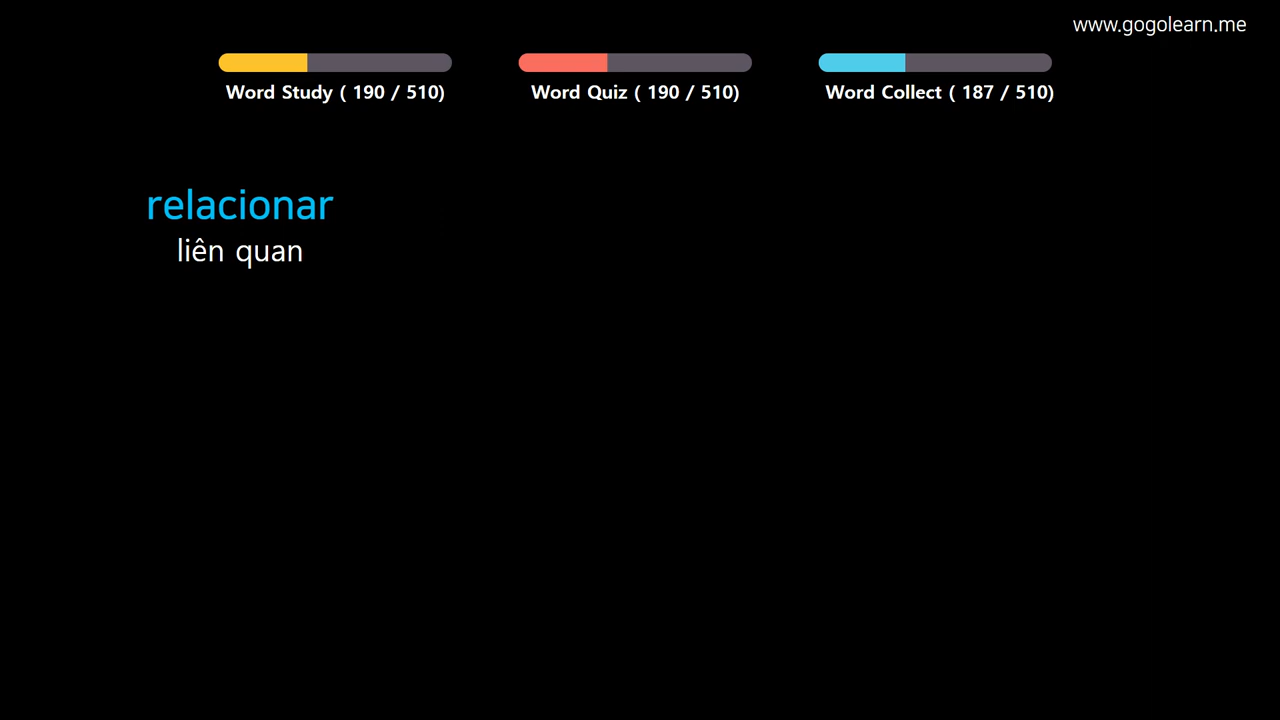 www.gogolearn.me
Word Study ( 190 / 510)
Word Quiz ( 190 / 510)
Word Collect ( 187 / 510)
relacionar
liên quan